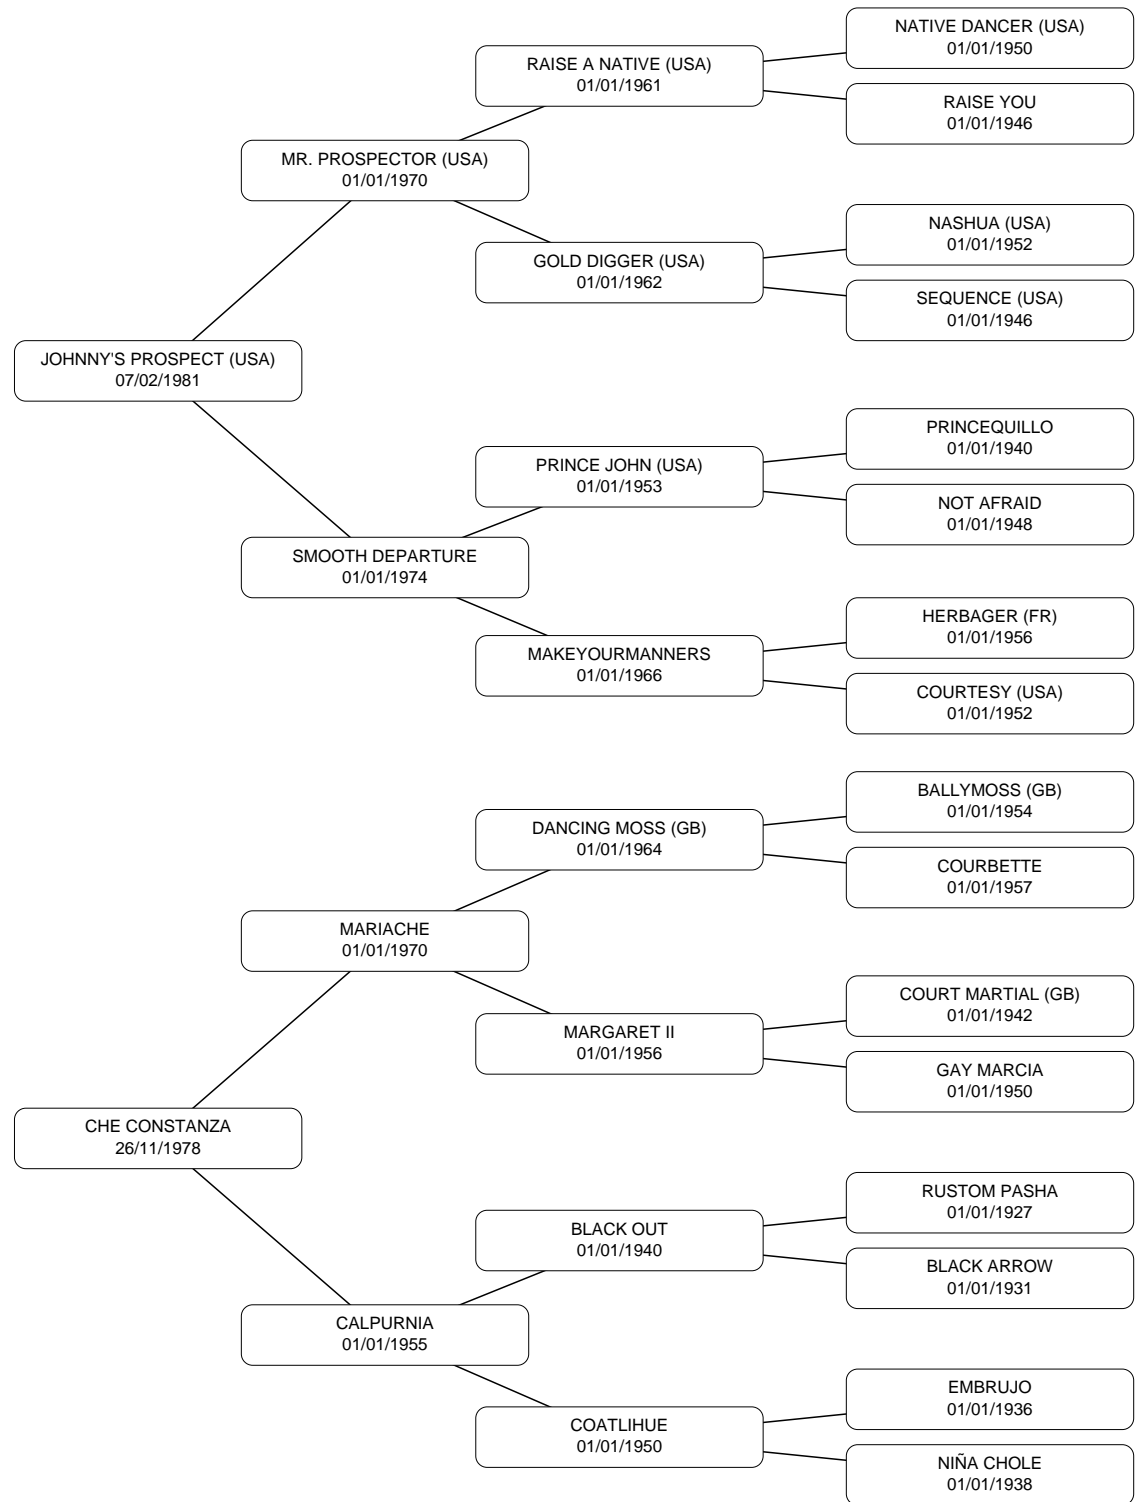 NATIVE DANCER (USA)
01/01/1950
RAISE A NATIVE (USA)
01/01/1961
RAISE YOU
01/01/1946
MR. PROSPECTOR (USA)
01/01/1970
NASHUA (USA)
01/01/1952
GOLD DIGGER (USA)
01/01/1962
SEQUENCE (USA)
01/01/1946
JOHNNY'S PROSPECT (USA)
07/02/1981
PRINCEQUILLO
01/01/1940
PRINCE JOHN (USA)
01/01/1953
NOT AFRAID
01/01/1948
SMOOTH DEPARTURE
01/01/1974
HERBAGER (FR)
01/01/1956
MAKEYOURMANNERS
01/01/1966
COURTESY (USA)
01/01/1952
BALLYMOSS (GB)
01/01/1954
DANCING MOSS (GB)
01/01/1964
COURBETTE
01/01/1957
MARIACHE
01/01/1970
COURT MARTIAL (GB)
01/01/1942
MARGARET II
01/01/1956
GAY MARCIA
01/01/1950
CHE CONSTANZA
26/11/1978
RUSTOM PASHA
01/01/1927
BLACK OUT
01/01/1940
BLACK ARROW
01/01/1931
CALPURNIA
01/01/1955
EMBRUJO
01/01/1936
COATLIHUE
01/01/1950
NIÑA CHOLE
01/01/1938